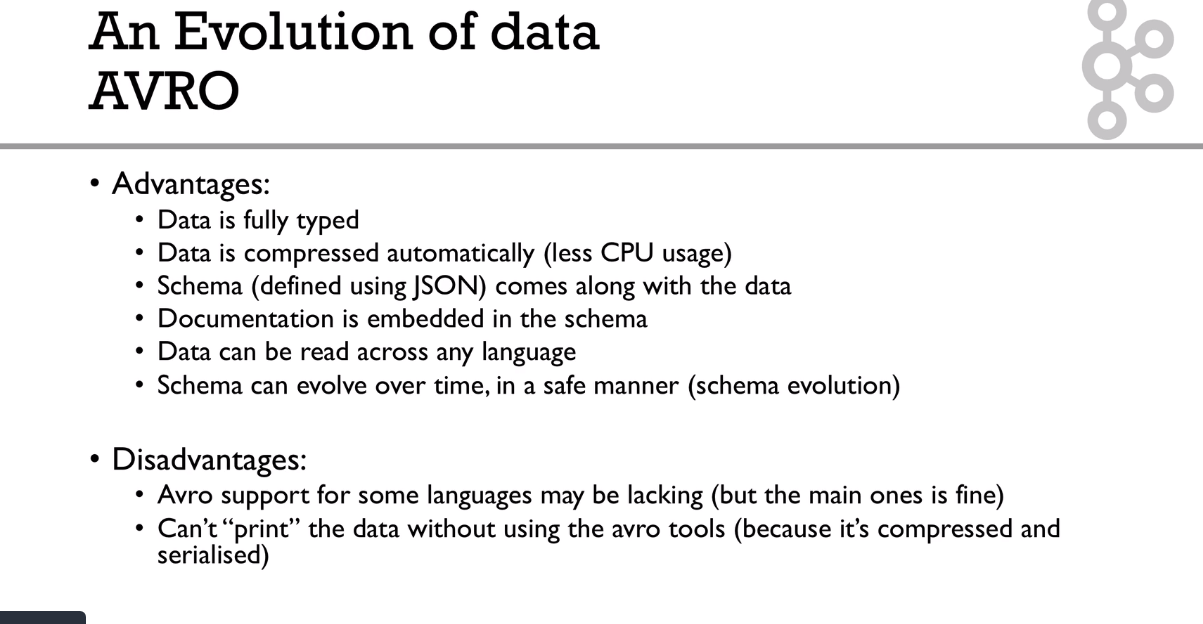 An Evolution of data
AVRO
• Advantages:
• Data is fully typed
• Data is compressed automatically (less CPU usage)
• Schema (defined using JSON) comes along with the data
• Documentation is embedded in the schema
• Data can be read across any language
• Schema can evolve over time, in a safe manner (schema evolution)
• Disadvantages:
• Avro support for some languages may be lacking (but the main ones is fine)
• Can’t “print” the data without using the avro tools (because it’s compressed and
serialised)